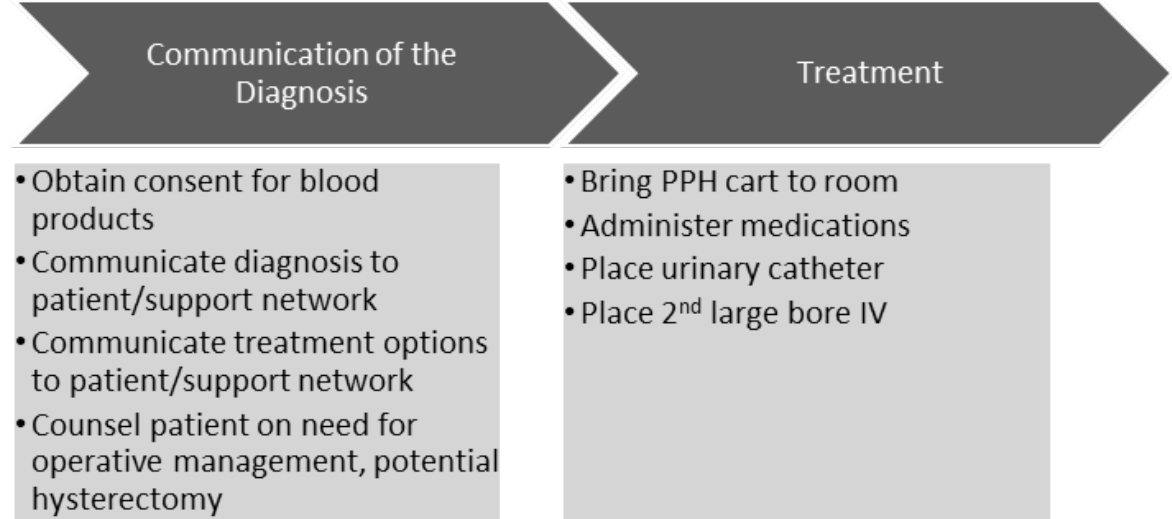 Communication of the
Diagnosis
Treatment
• Obtain consent for blood
products
• Communicate diagnosis to
patient/support network
• Communicate treatment options
to patient/support network
• Counsel patient on need for
operative management, potential
hysterectomy
• Bring PPH cart to room
• Administer medications
• Place urinary catheter
• Place 2nd large bore IV